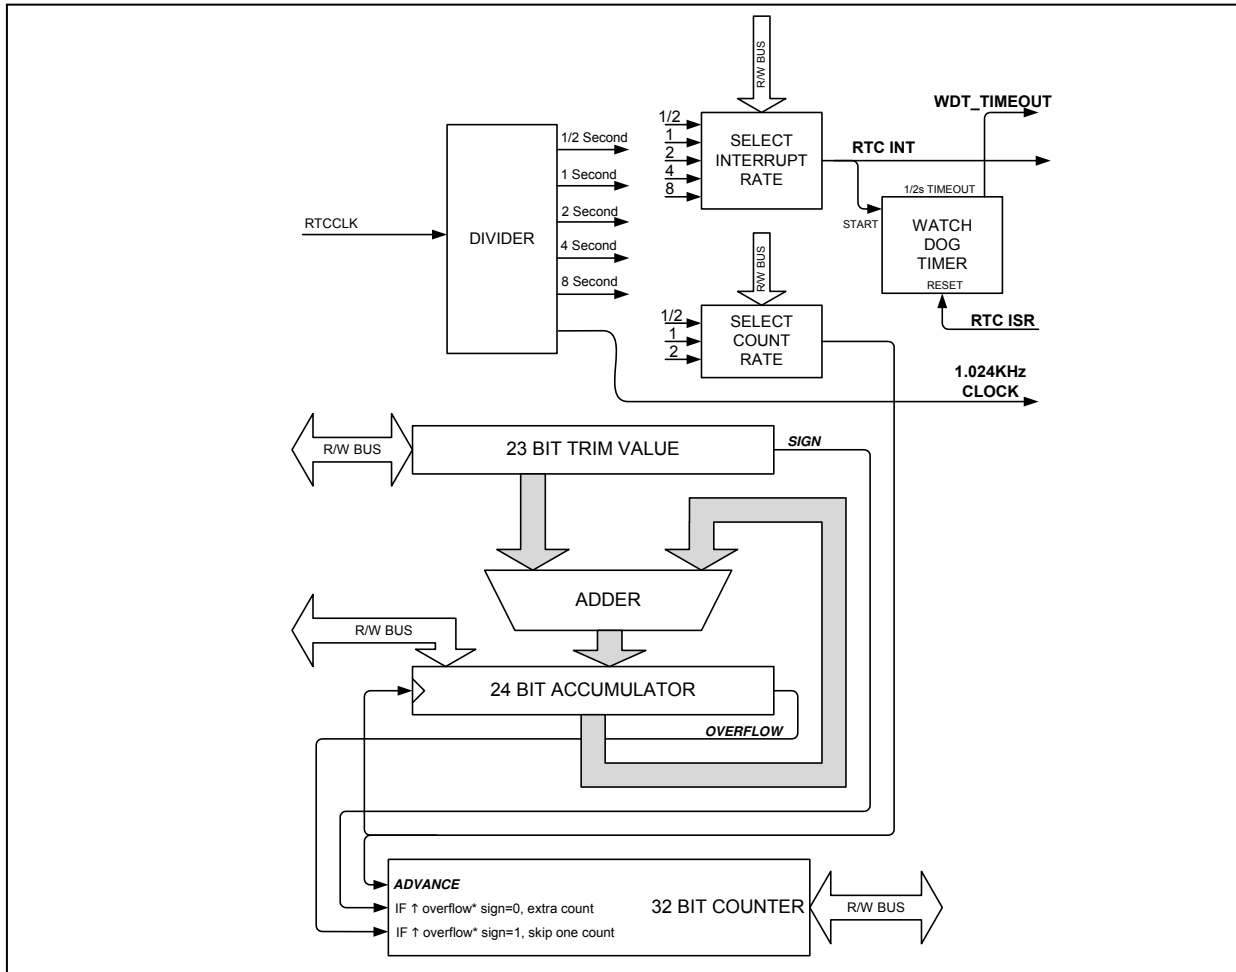 R/W BUS
WDT_TIMEOUT
1/2
1
2
4
8
SELECT
INTERRUPT
RATE
RTC INT
1/2 Second
1 Second
2 Second
4 Second
8 Second
RTCCLK
DIVIDER
1/2s TIMEOUT
START
WATCH
DOG
TIMER
RESET
RTC ISR
R/W BUS
1/2
1
2
SELECT
COUNT
RATE
1.024KHz
CLOCK
R/W BUS
23 BIT TRIM VALUE
SIGN
ADDER
R/W BUS
24 BIT ACCUMULATOR
OVERFLOW
ADVANCE
IF ↑ overflow* sign=0, extra count
IF ↑ overflow* sign=1, skip one count
32 BIT COUNTER
R/W BUS